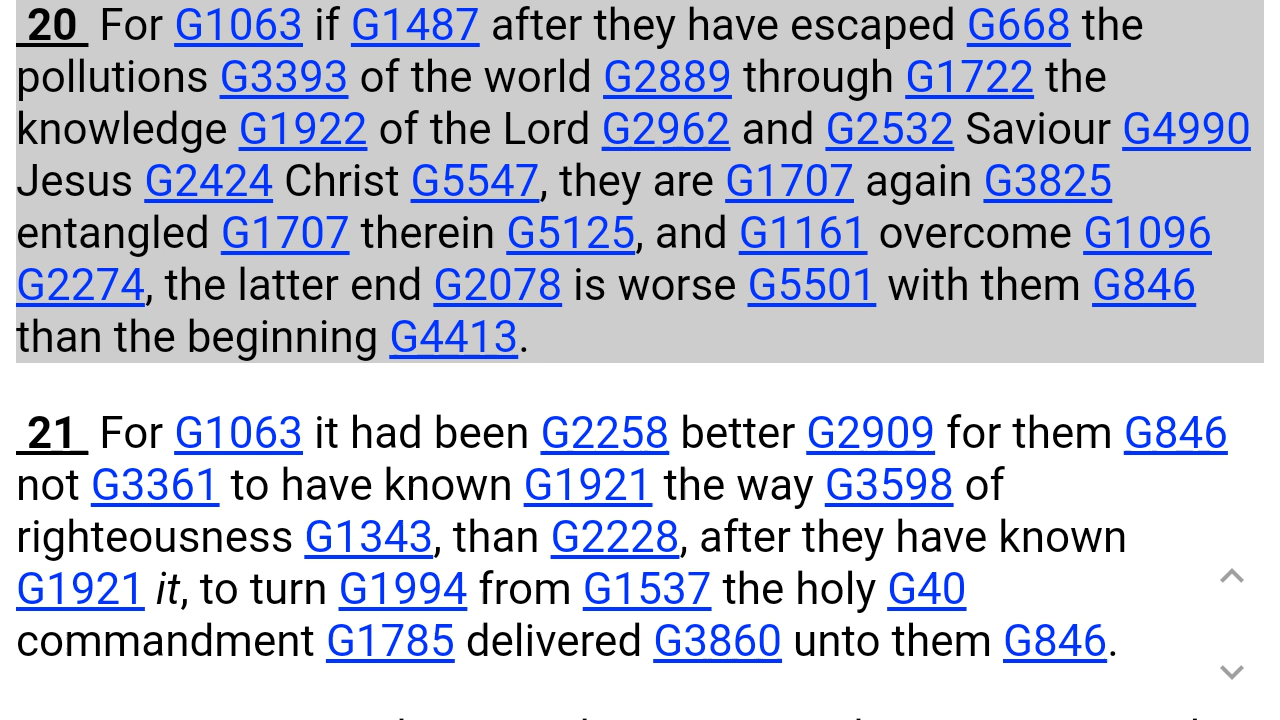 20 For G1063 if G1487 after they have escaped G668 the
pollutions G3393 of the world G2889 through G1722 the
knowledge G1922 of the Lord G2962 and G2532 Saviour G4990
Jesus G2424 Christ G5547, they are G1707 again G3825
entangled G1707 therein G5125, and G1161 overcome G1096
G2274, the latter end G2078 is worse G5501 with them G846
than the beginning G4413.
21 For G1063 it had been G2258 better G2909 for them G846
not G3361 to have known G1921 the way G3598 of
righteousness G1343, than G2228, after they have known
G1921 it, to turn G1994 from G1537 the holy G40
commandment G1785 delivered G3860 unto them G846.